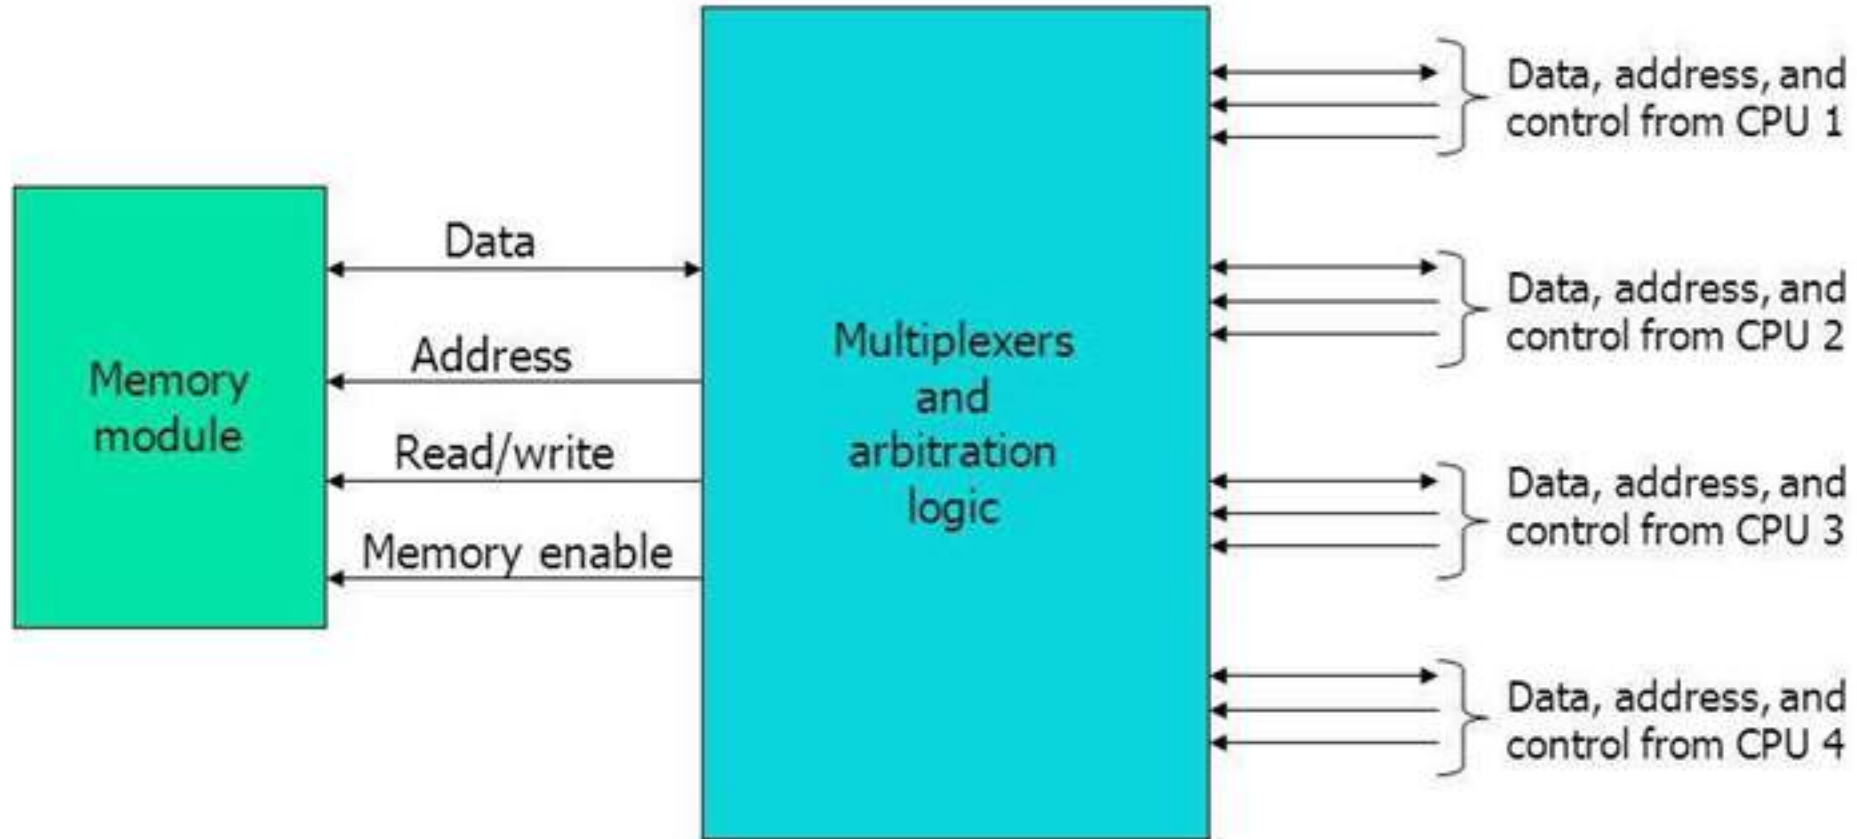 Memory
module
Data
Address
Read/write
Memory enable
Multiplexers
and
arbitration
logic
Data, address, and
control from CPU 1
Data, address, and
control from CPU 2
Data, address, and
control from CPU 3
Data, address, and
control from CPU 4